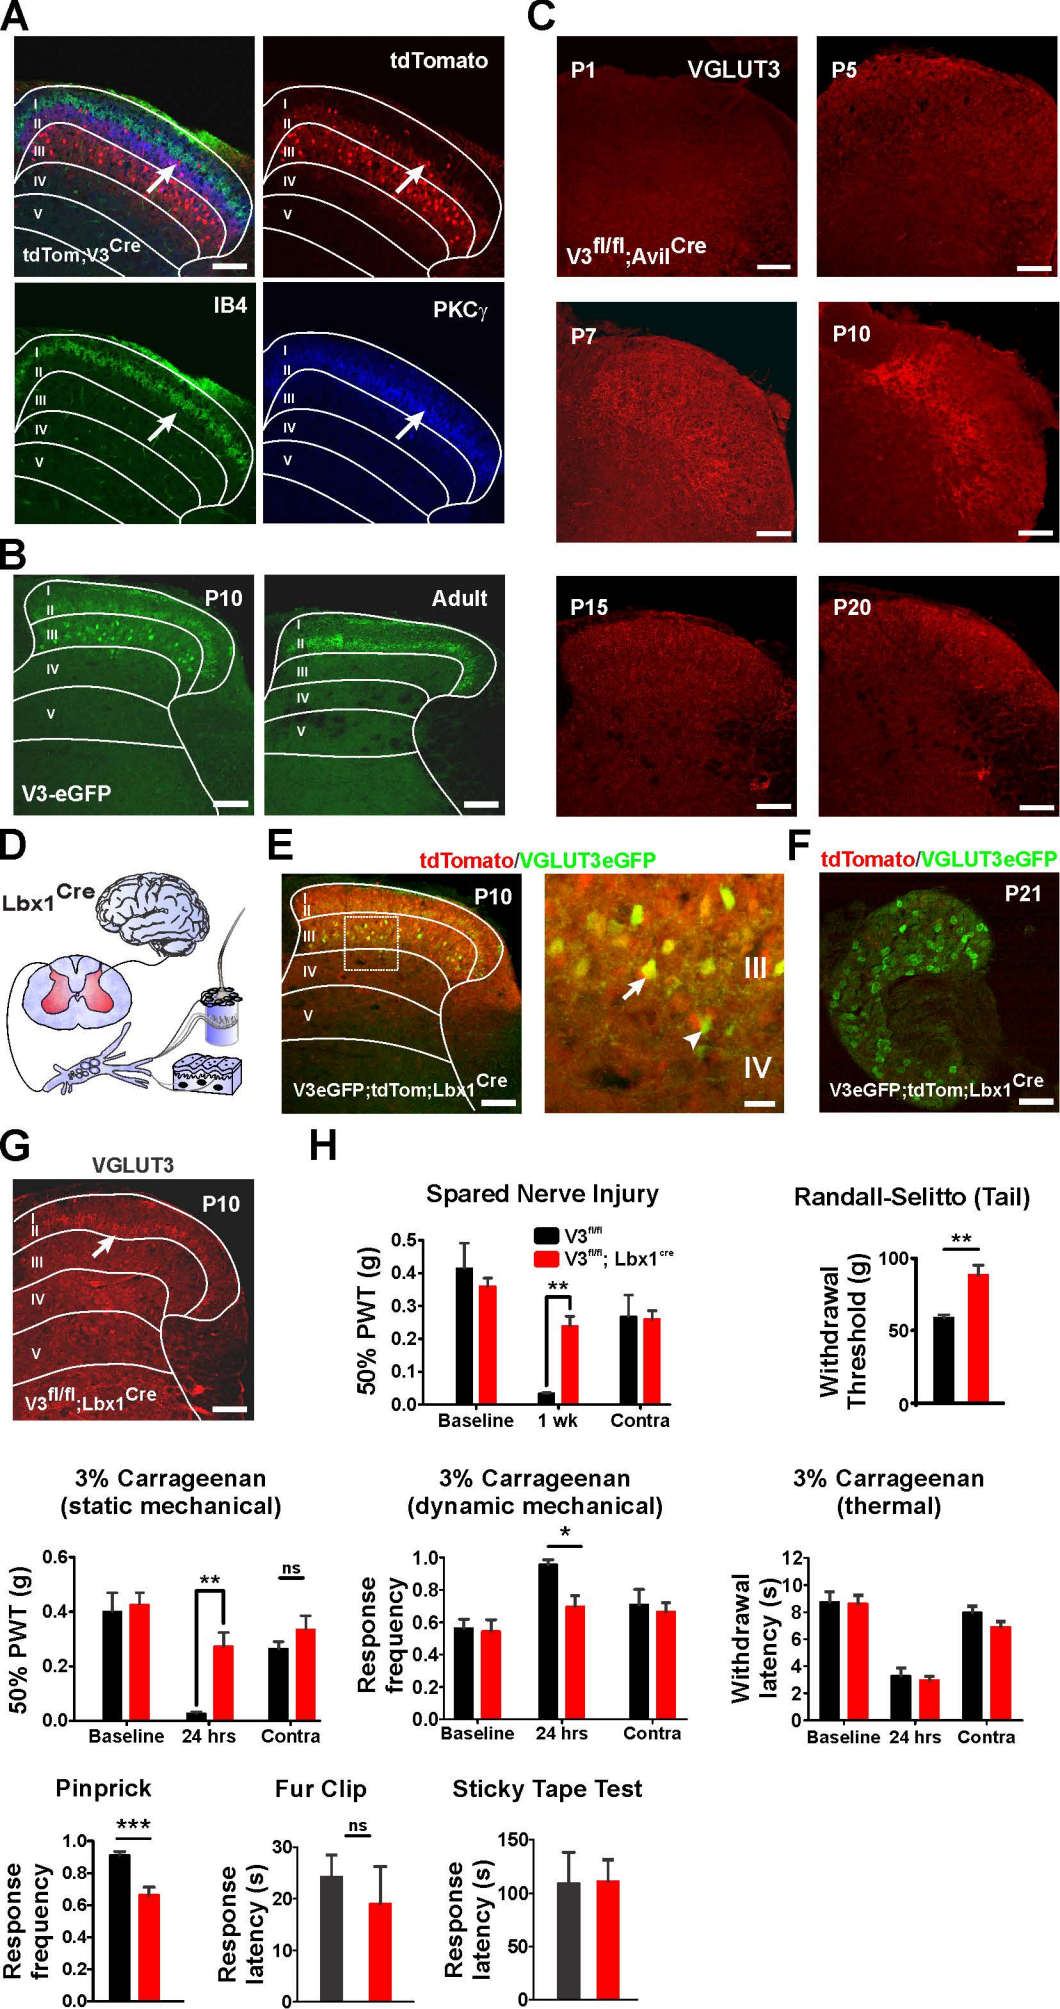 A
tdTomato
I
II
III
IV
V
tdTom;V3Cre
I
II
III
IV
V
IB4
I
II
III
IV
V
PKCγ
I
II
III
IV
V
B
P10
I
II
III
IV
V
V3-eGFP
Adult
I
II
III
IV
V
C
P1
VGLUT3
V3fl/fl;AvilCre
P5
P7
P10
P15
P20
D
Lbx1Cre
E
tdTomato/VGLUT3eGFP
P10
I
II
III
IV
V
V3eGFP;tdTom;Lbx1Cre
III
IV
F
tdTomato/VGLUT3eGFP
P21
V3eGFP;tdTom;Lbx1Cre
G
VGLUT3
P10
I
II
III
IV
V
V3fl/fl;Lbx1Cre
H
Spared Nerve Injury
V3fl/fl
V3fl/fl; Lbx1cre
50% PWT (g)
0.5
0.4
0.3
0.2
0.1
0.0
**
Baseline 1 wk Contra
Randall-Selitto (Tail)
Withdrawal
Threshold (g)
100
50
0
**
3% Carrageenan
(static mechanical)
50% PWT (g)
0.6
0.4
0.2
0.0
**
ns
Baseline 24 hrs Contra
3% Carrageenan
(dynamic mechanical)
Response
frequency
1.0
0.8
0.6
0.4
0.2
0.0
*
Baseline 24 hrs Contra
3% Carrageenan
(thermal)
Withdrawal
latency (s)
12
10
8
6
4
2
0
Baseline 24 hrs Contra
Pinprick
Response
frequency
1.0
0.8
0.6
0.4
0.2
0.0
***
Fur Clip
Response
latency (s)
30
20
10
0
ns
Sticky Tape Test
Response
latency (s)
150
100
50
0